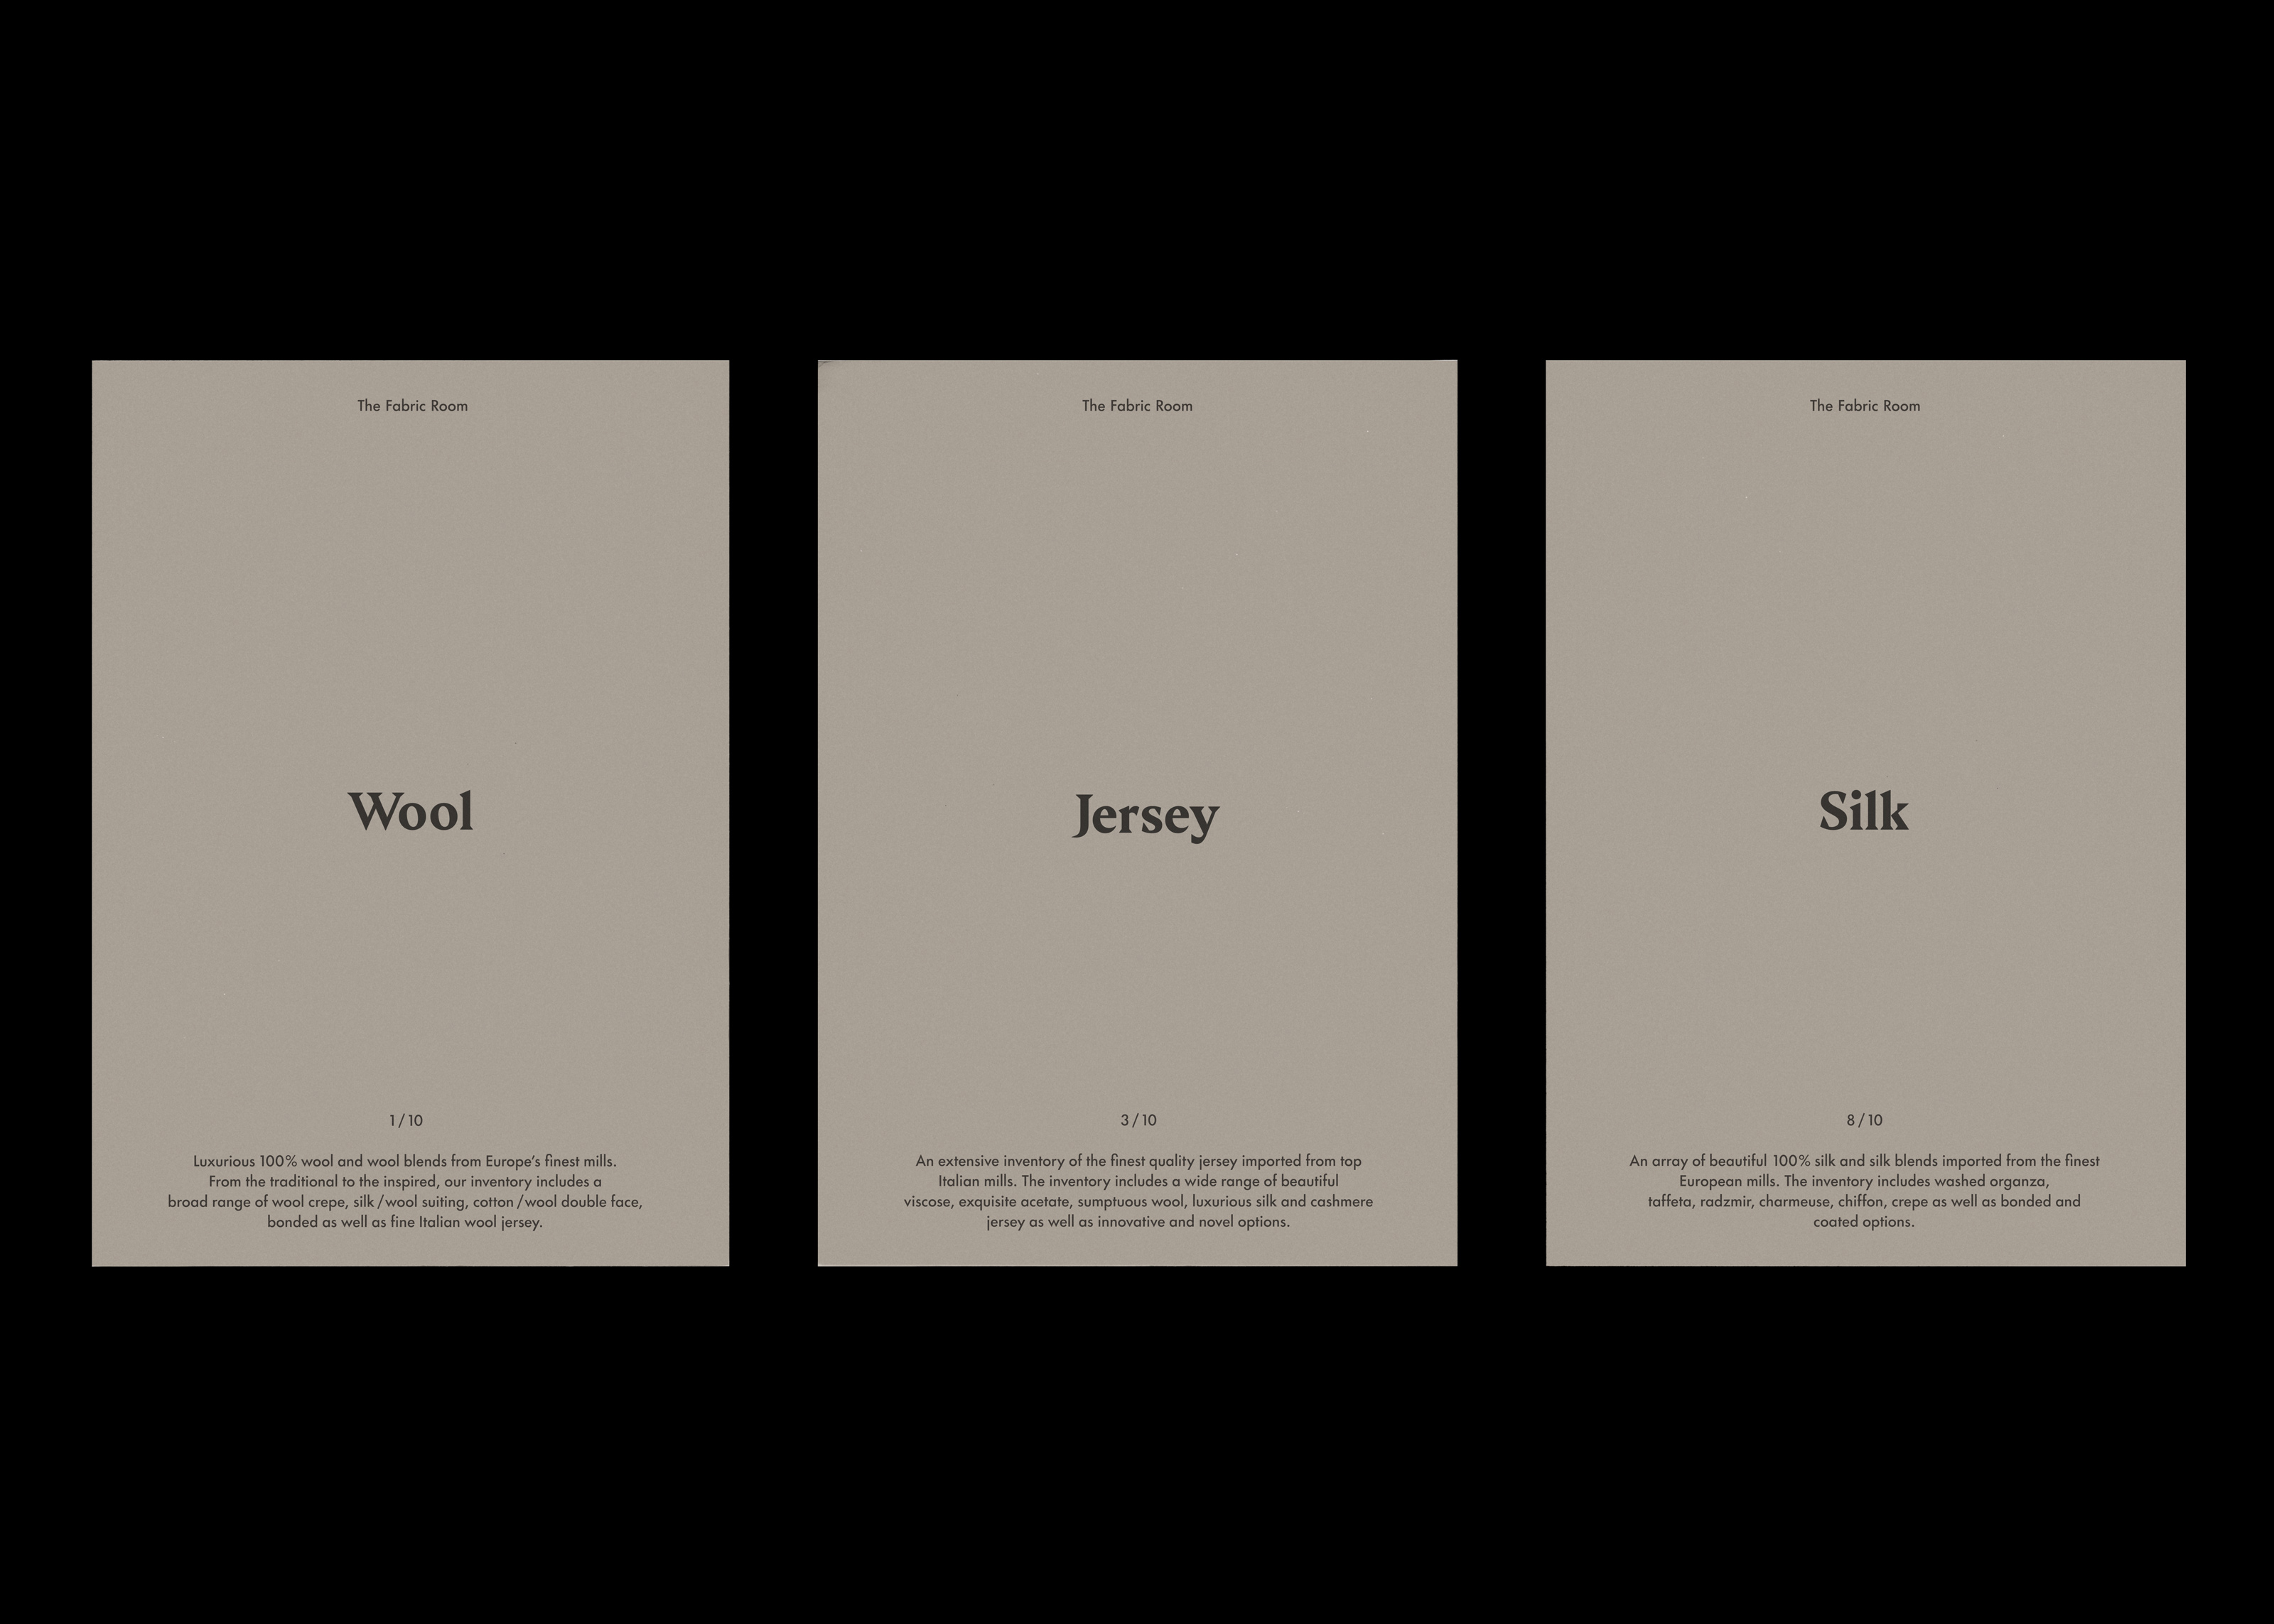 The Fabric Room
Wool
1 / 10
Luxurious 100% wool and wool blends from Europe’s finest mills.
From the traditional to the inspired, our inventory includes a
broad range of wool crepe, silk / wool suiting, cotton / wool double face,
bonded as well as fine Italian wool jersey.
The Fabric Room
Jersey
3 / 10
An extensive inventory of the finest quality jersey imported from top
Italian mills. The inventory includes a wide range of beautiful
viscose, exquisite acetate, sumptuous wool, luxurious silk and cashmere
jersey as well as innovative and novel options.
The Fabric Room
Silk
8 / 10
An array of beautiful 100% silk and silk blends imported from the finest
European mills. The inventory includes washed organza,
taffeta, radzmir, charmeuse, chiffon, crepe as well as bonded and
coated options.